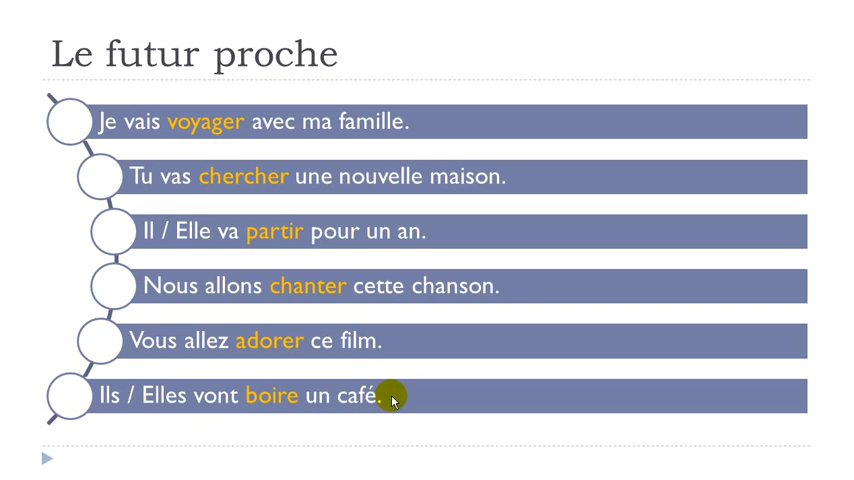 Le futur proche
Je vais voyager avec ma famille.
Tu vas chercher une nouvelle maison.
Il / Elle va partir pour un an.
Nous allons chanter cette chanson.
Vous allez adorer ce film.
Ils / Elles vont boire un café.